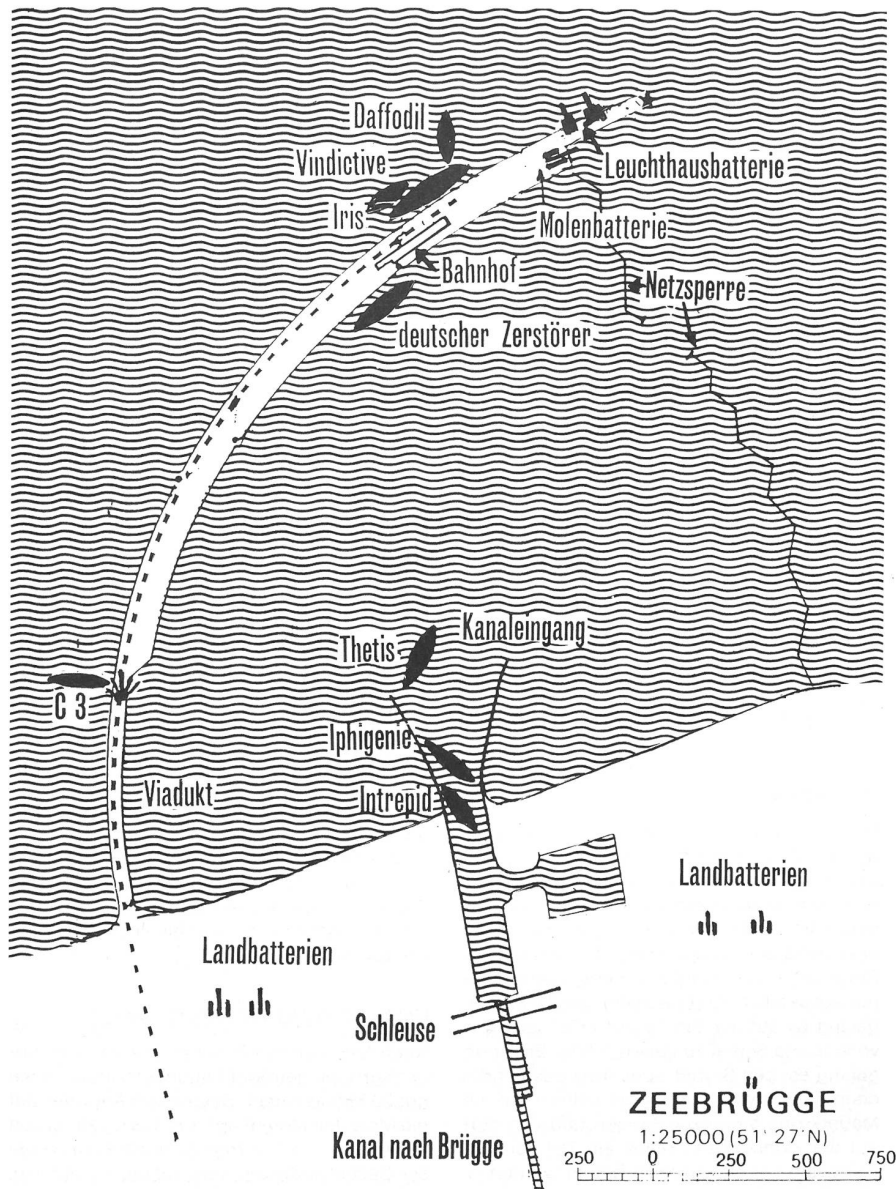 Daffodil
Vindictive
Iris
Leuchthausbatterie
Molenbatterie
Bahnhof
Netzsperre
deutscher Zerstörer
Thetis
Kanaleingang
C 3
Iphigenie
Viadukt
Intrepid
Landbatterien
Landbatterien
Schleuse
ZEEBRÜGGE
1:25000 (51' 27'N)
Kanal nach Brügge
250 0 250 500 750